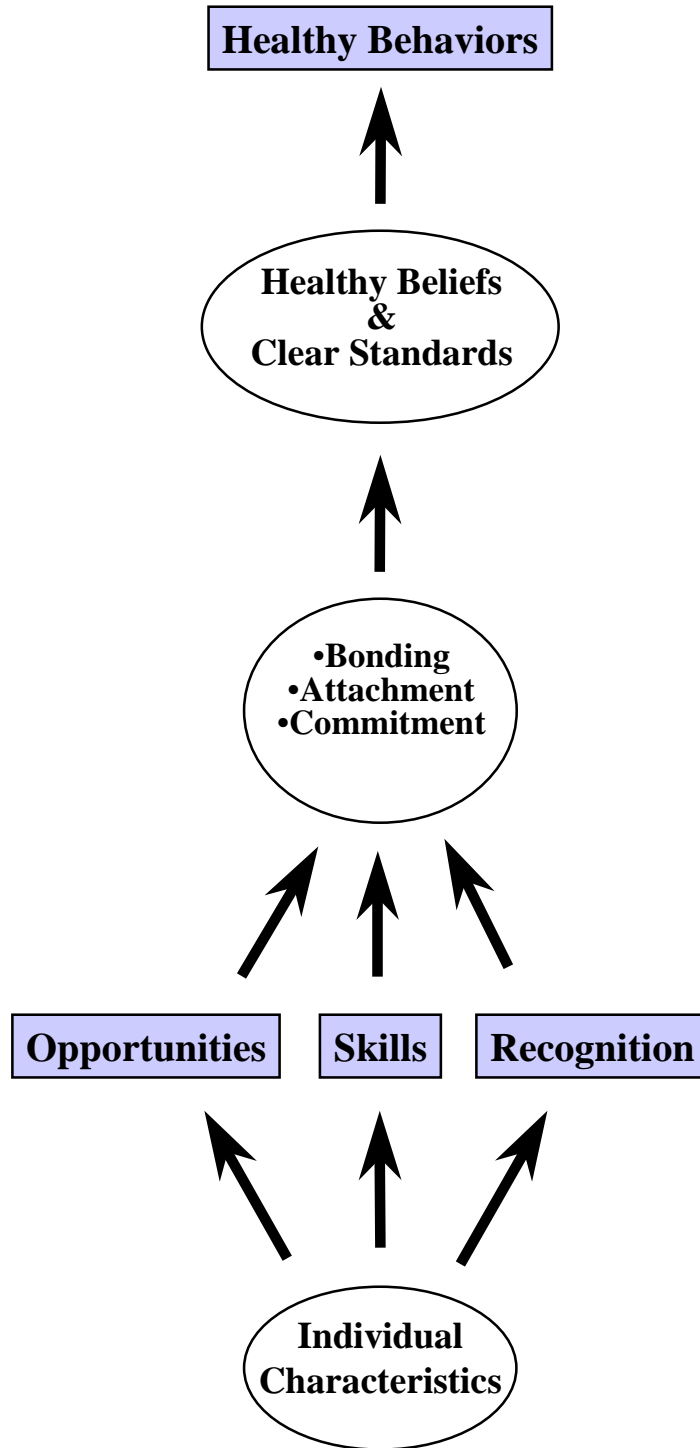 Healthy Behaviors
Healthy Beliefs
&
Clear Standards
•Bonding
•Attachment
•Commitment
Opportunities
Skills
Recognition
Individual
Characteristics